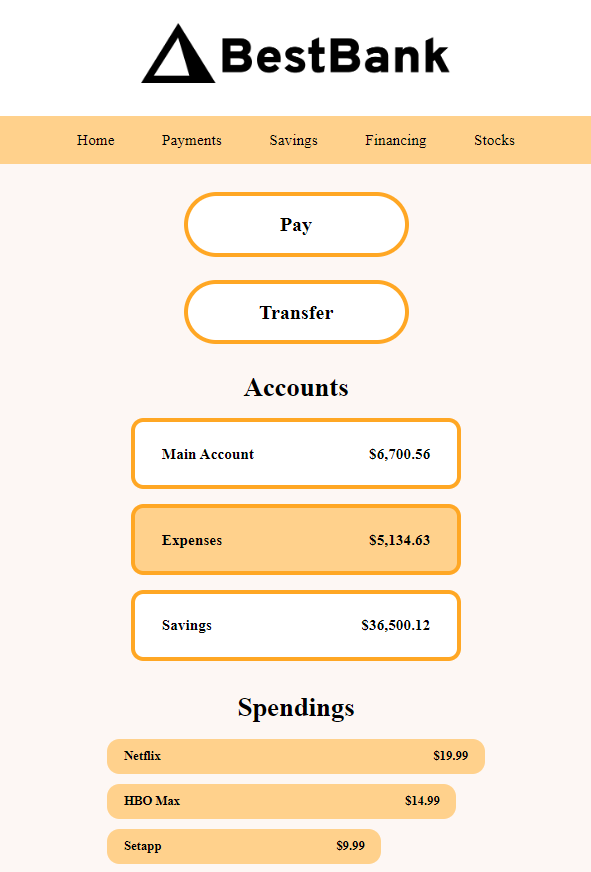 BestBank
Home Payments Savings Financing Stocks
Pay
Transfer
Accounts
Main Account $6,700.56
Expenses $5,134.63
Savings $36,500.12
Spendings
Netflix $19.99
HBO Max $14.99
Setapp $9.99